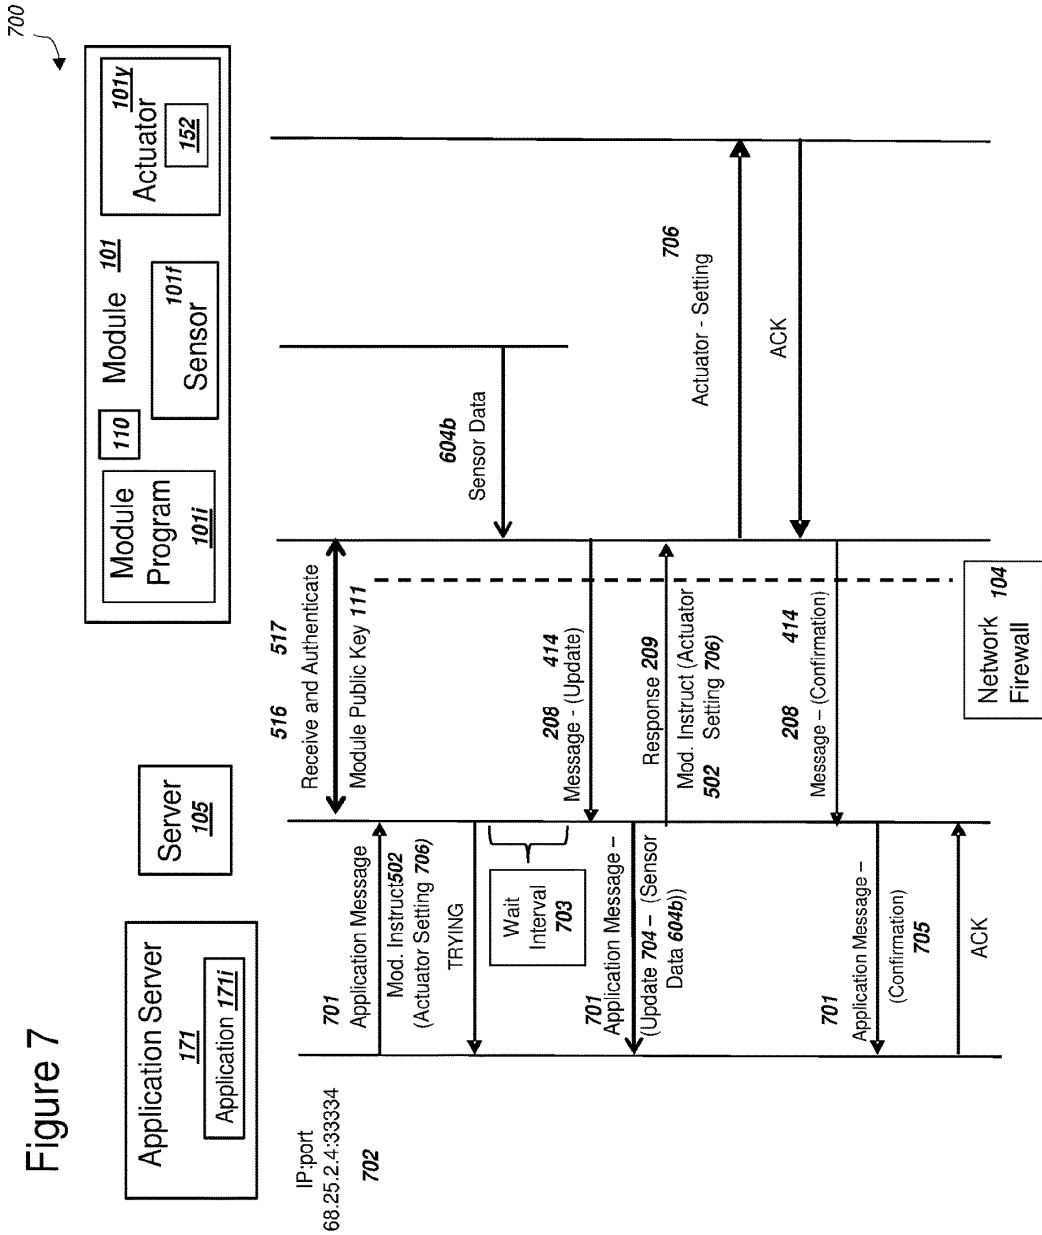 Figure 7
700
Application Server
171
Application 171i
Server
105
Module
Program
101i
110
Module 101
Sensor
101f
Actuator
101y
152
IP:port
68.25.2.4:33334
702
516 517
Receive and Authenticate
Module Public Key 111
701
Application Message
Mod. Instruct502
(Actuator Setting 706)
TRYING
Wait
Interval
703
604b
Sensor Data
208 414
Message - (Update)
701
Application Message –
(Update 704 – (Sensor
Data 604b))
Response 209
Mod. Instruct (Actuator
502 Setting 706)
706
Actuator - Setting
ACK
208 414
Message – (Confirmation)
701
Application Message –
(Confirmation)
705
ACK
Network 104
Firewall